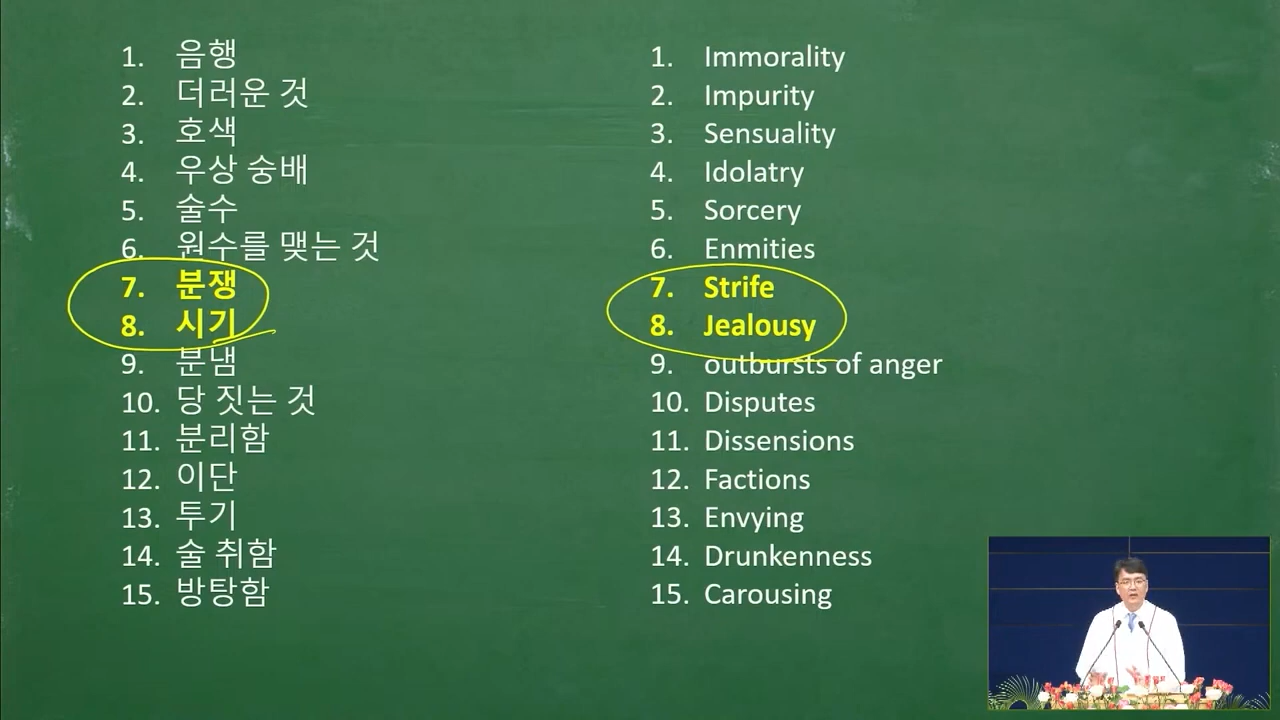 1. 음행
2. 더러운 것
3. 호색
4. 우상 숭배
5. 술수
6. 원수를 맺는 것
7. 분쟁
8. 시기
9. 분냄
10. 당 짓는 것
11. 분리함
12. 이단
13. 투기
14. 술 취함
15. 방탕함
1. Immorality
2. Impurity
3. Sensuality
4. Idolatry
5. Sorcery
6. Enmities
7. Strife
8. Jealousy
9. outbursts of anger
10. Disputes
11. Dissensions
12. Factions
13. Envying
14. Drunkenness
15. Carousing